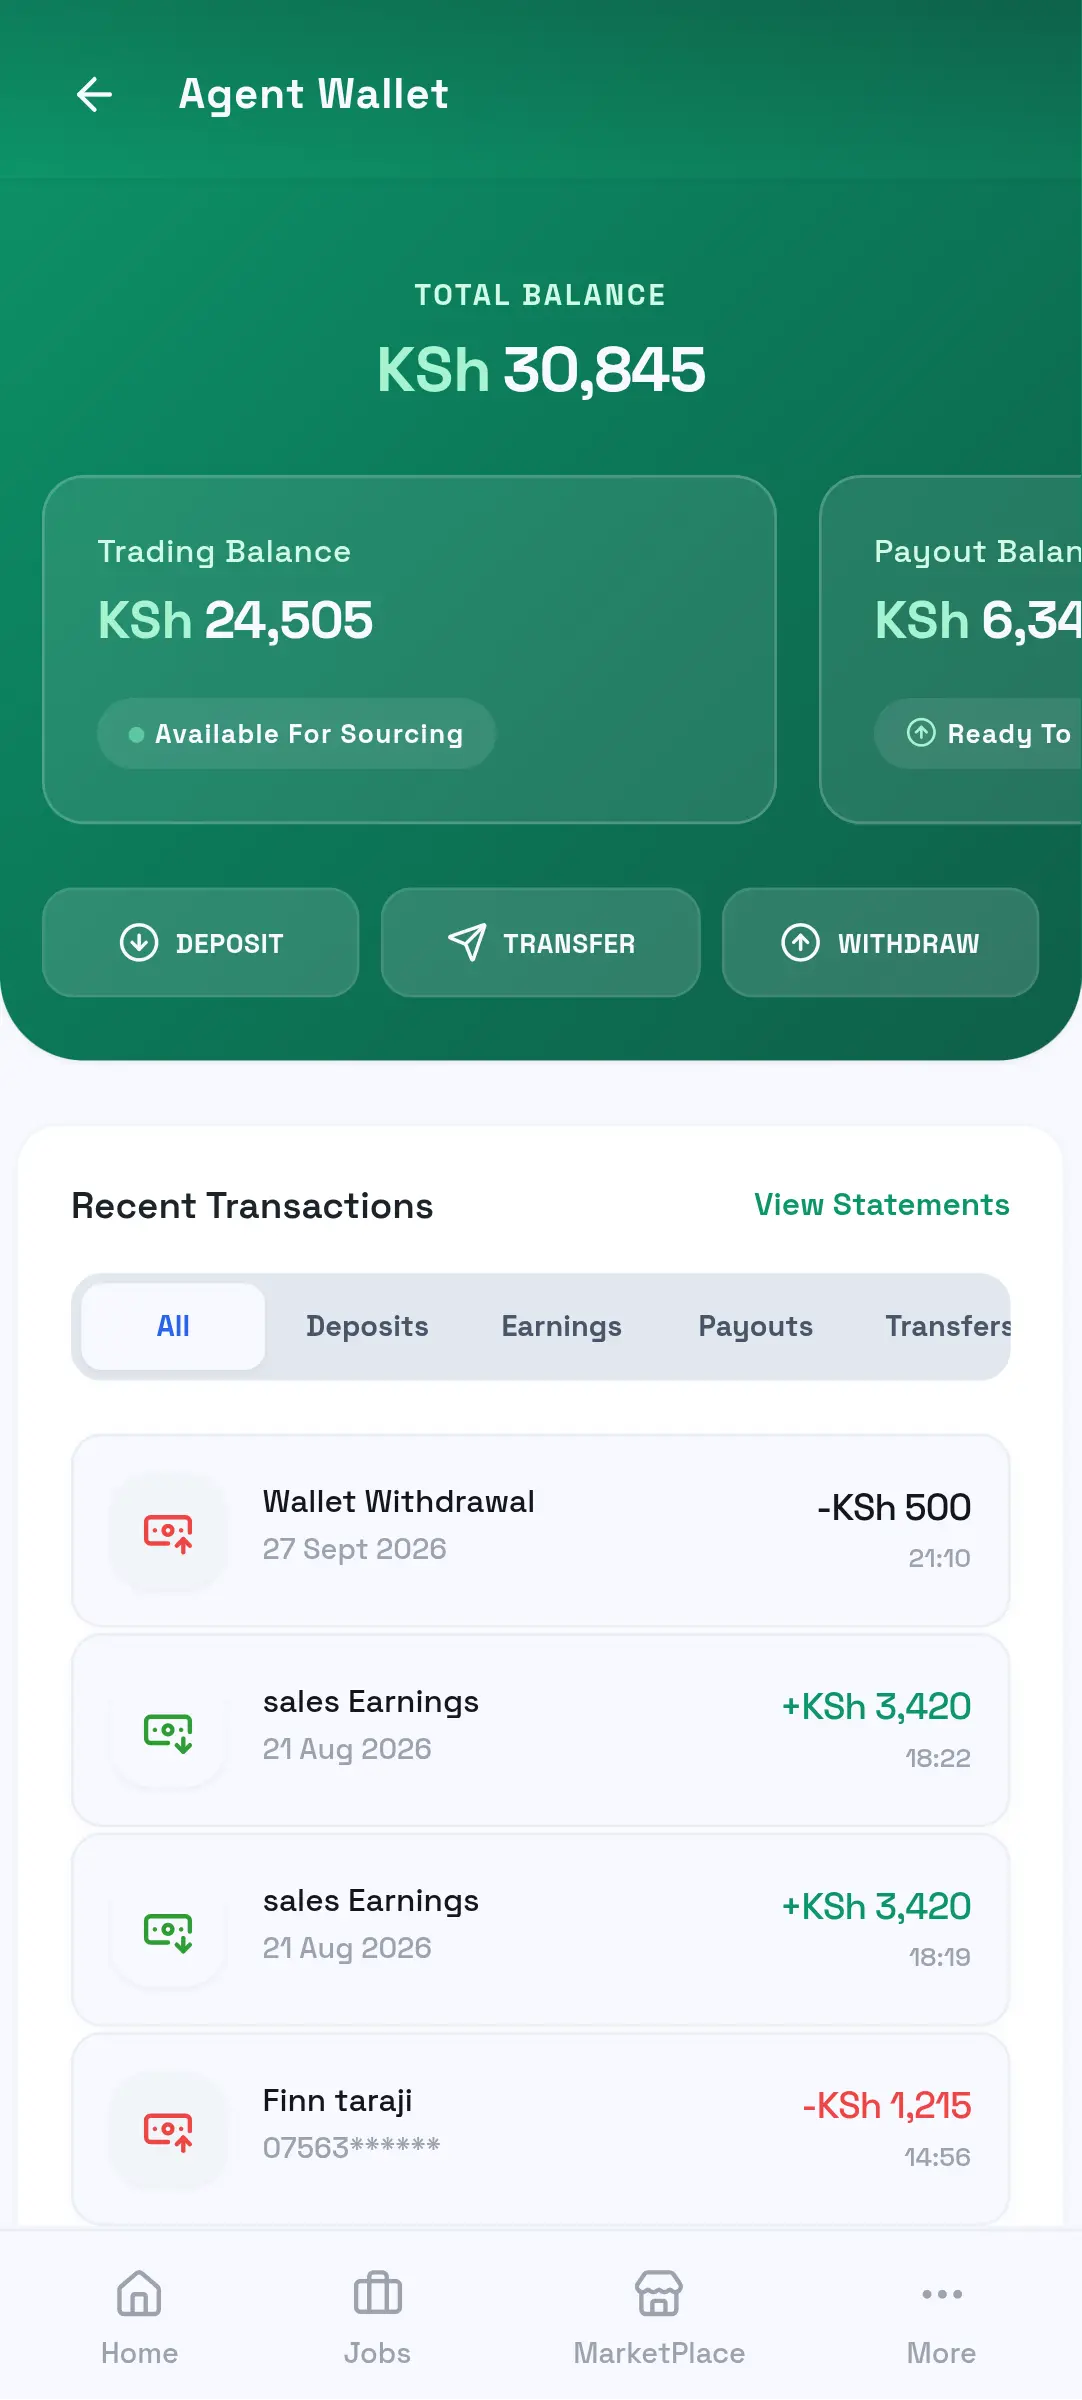 Agent Wallet
TOTAL BALANCE
KSh 30,845
Trading Balance
KSh 24,505
Available For Sourcing
Payout Balan
KSh 6,34
Ready To
DEPOSIT
TRANSFER
WITHDRAW
Recent Transactions
View Statements
All
Deposits
Earnings
Payouts
Transfers
Wallet Withdrawal
-KSh 500
27 Sept 2026
21:10
sales Earnings
+KSh 3,420
21 Aug 2026
18:22
sales Earnings
+KSh 3,420
21 Aug 2026
18:19
Finn taraji
-KSh 1,215
07563******
14:56
Home
Jobs
MarketPlace
More